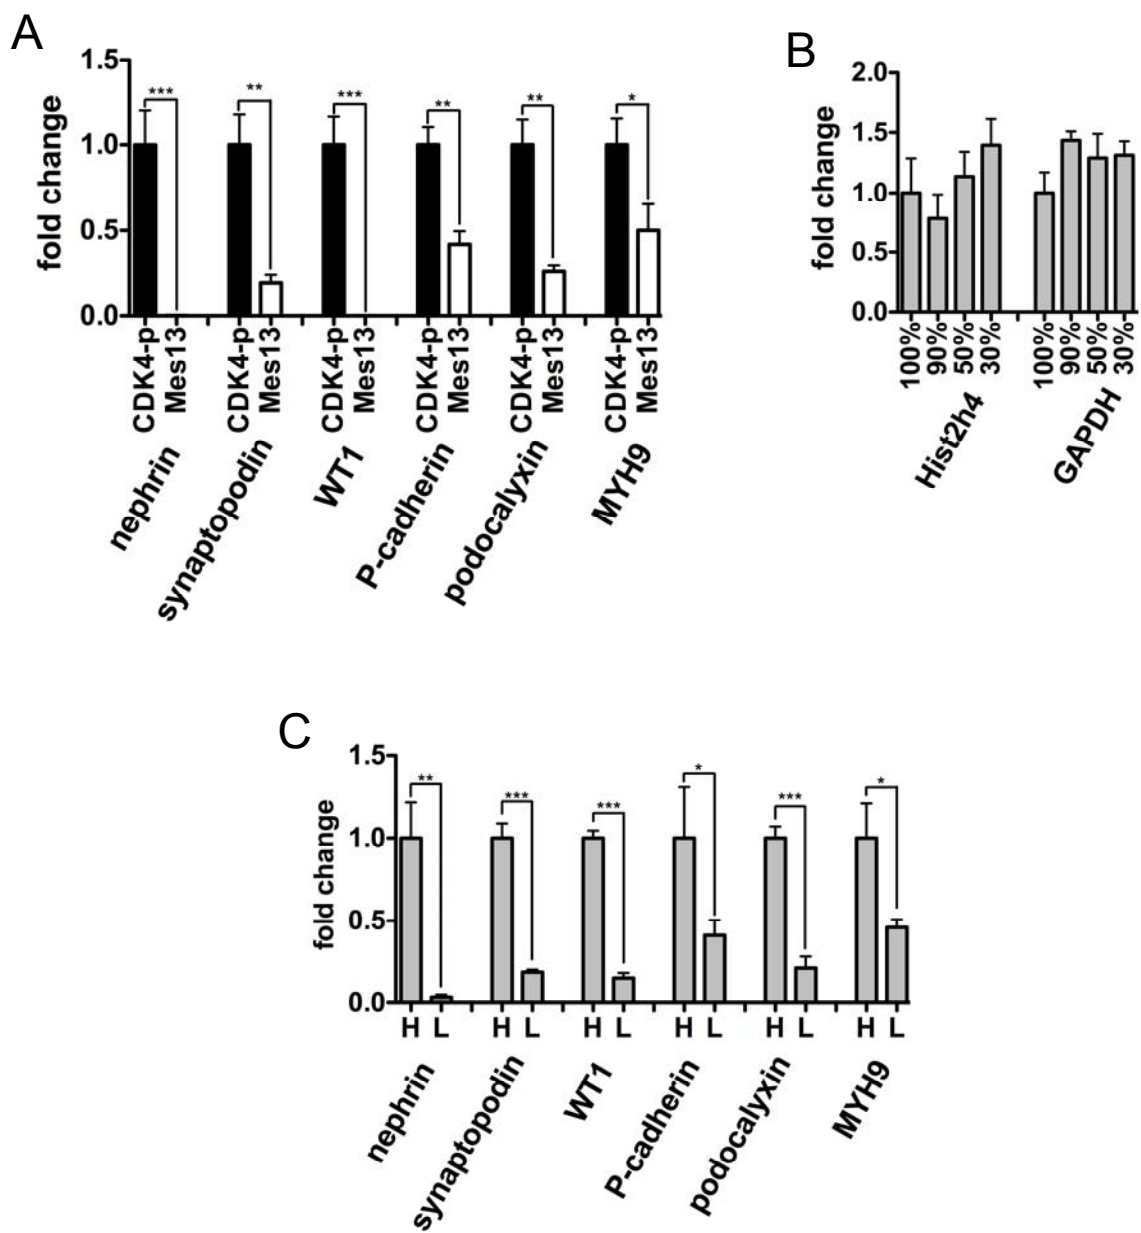 A
fold change
1.5
1.0
0.5
0.0
*** ** *** ** ** *
CDK4-p Mes13 CDK4-p Mes13 CDK4-p Mes13 CDK4-p Mes13 CDK4-p Mes13 CDK4-p Mes13
nephrin synaptopodin WT1 P-cadherin podocalyxin MYH9
B
fold change
2.0
1.5
1.0
0.5
0.0
100% 90% 50% 30% 100% 90% 50% 30%
Hist2h4 GAPDH
C
fold change
1.5
1.0
0.5
0.0
** *** *** * *** *
H L H L H L H L H L H L
nephrin synaptopodin WT1 P-cadherin podocalyxin MYH9